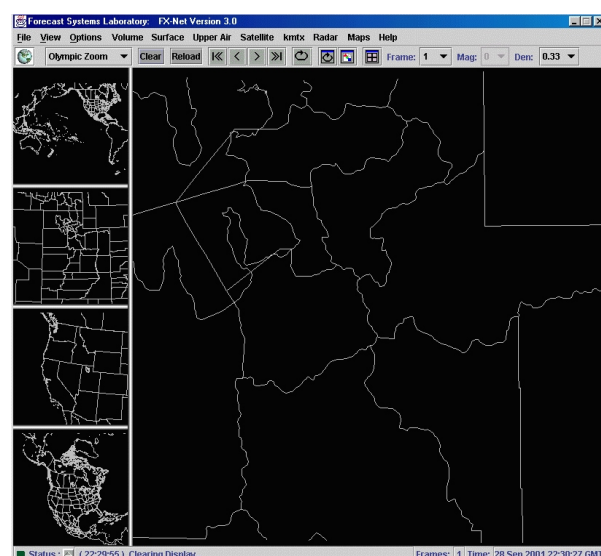 Forecast Systems Laboratory: FX-Net Version 3.0
File View Options Volume Surface Upper Air Satellite kmtx Radar Maps Help
Olympic Zoom Clear Reload Frame: 1 Mag: 0 Den: 0.33
Status: ( 22:29:55 ) Clearing Display Frames: 1 Time: 28 Sep 2001 22:30:27 GMT